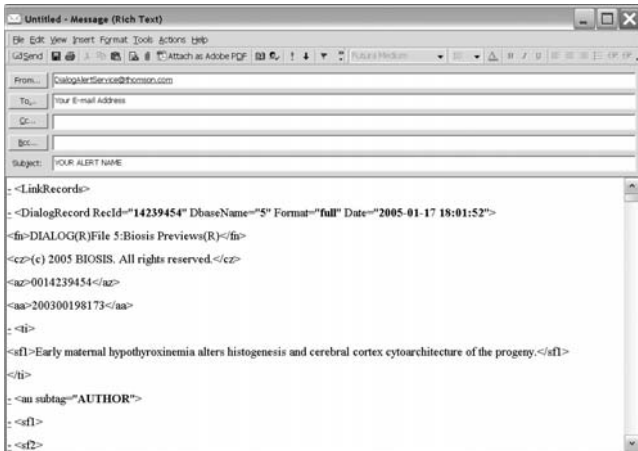 Untitled - Message (Rich Text)
File Edit View Insert Format Tools Actions Help
Send Attach as Adobe PDF Futura Medium
From... DialogAlertService@thomson.com
To... Your E-mail Address
Cc...
Bcc...
Subject: YOUR ALERT NAME
- <LinkRecords>
- <DialogRecord RecId="14239454" DbaseName="5" Format="full" Date="2005-01-17 18:01:52">
<fn>DIALOG(R)File 5:Biosis Previews(R)</fn>
<cz>(c) 2005 BIOSIS. All rights reserved.</cz>
<az>0014239454</az>
<aa>200300198173</aa>
- <ti>
<sf1>Early maternal hypothyroxinemia alters histogenesis and cerebral cortex cytoarchitecture of the progeny.</sf1>
</ti>
- <au subtag="AUTHOR">
- <sf1>
- <sf2>